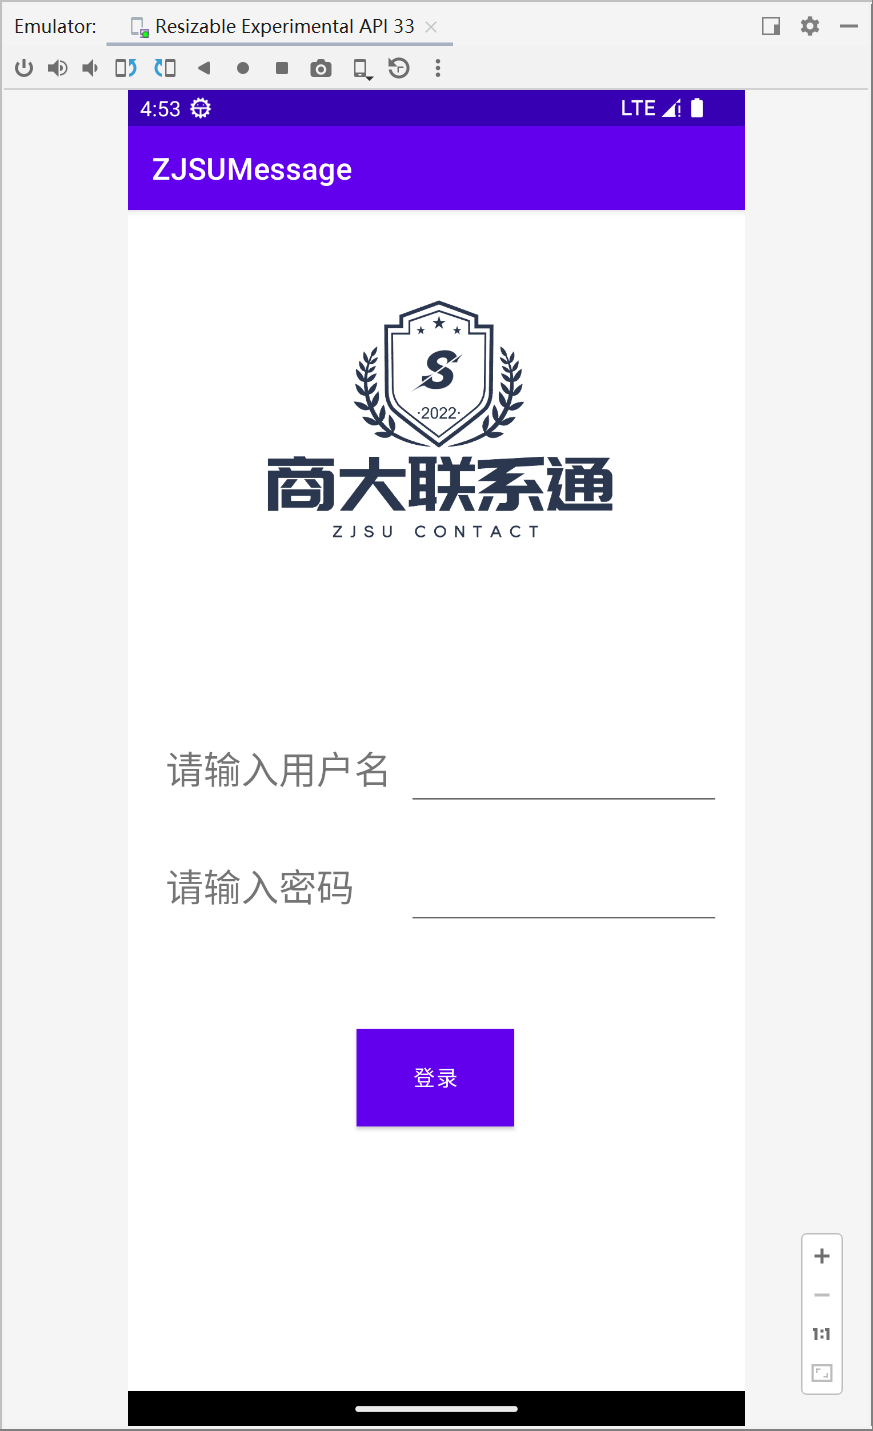 Emulator: Resizable Experimental API 33
4:53 LTE
ZJSUMessage
S
·2022·
商大联系通
ZJSU CONTACT
请输入用户名
请输入密码
登录
1:1